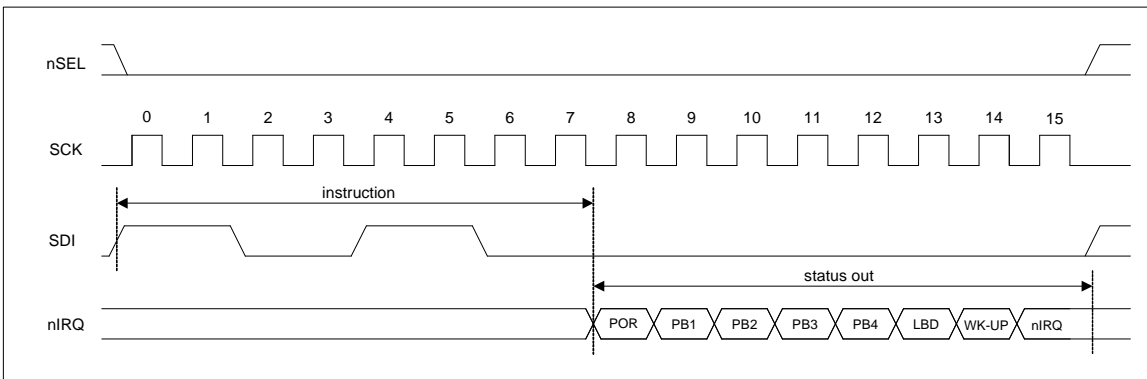 nSEL
0 1 2 3 4 5 6 7 8 9 10 11 12 13 14 15
SCK
instruction
SDI
status out
nIRQ POR PB1 PB2 PB3 PB4 LBD WK-UP nIRQ